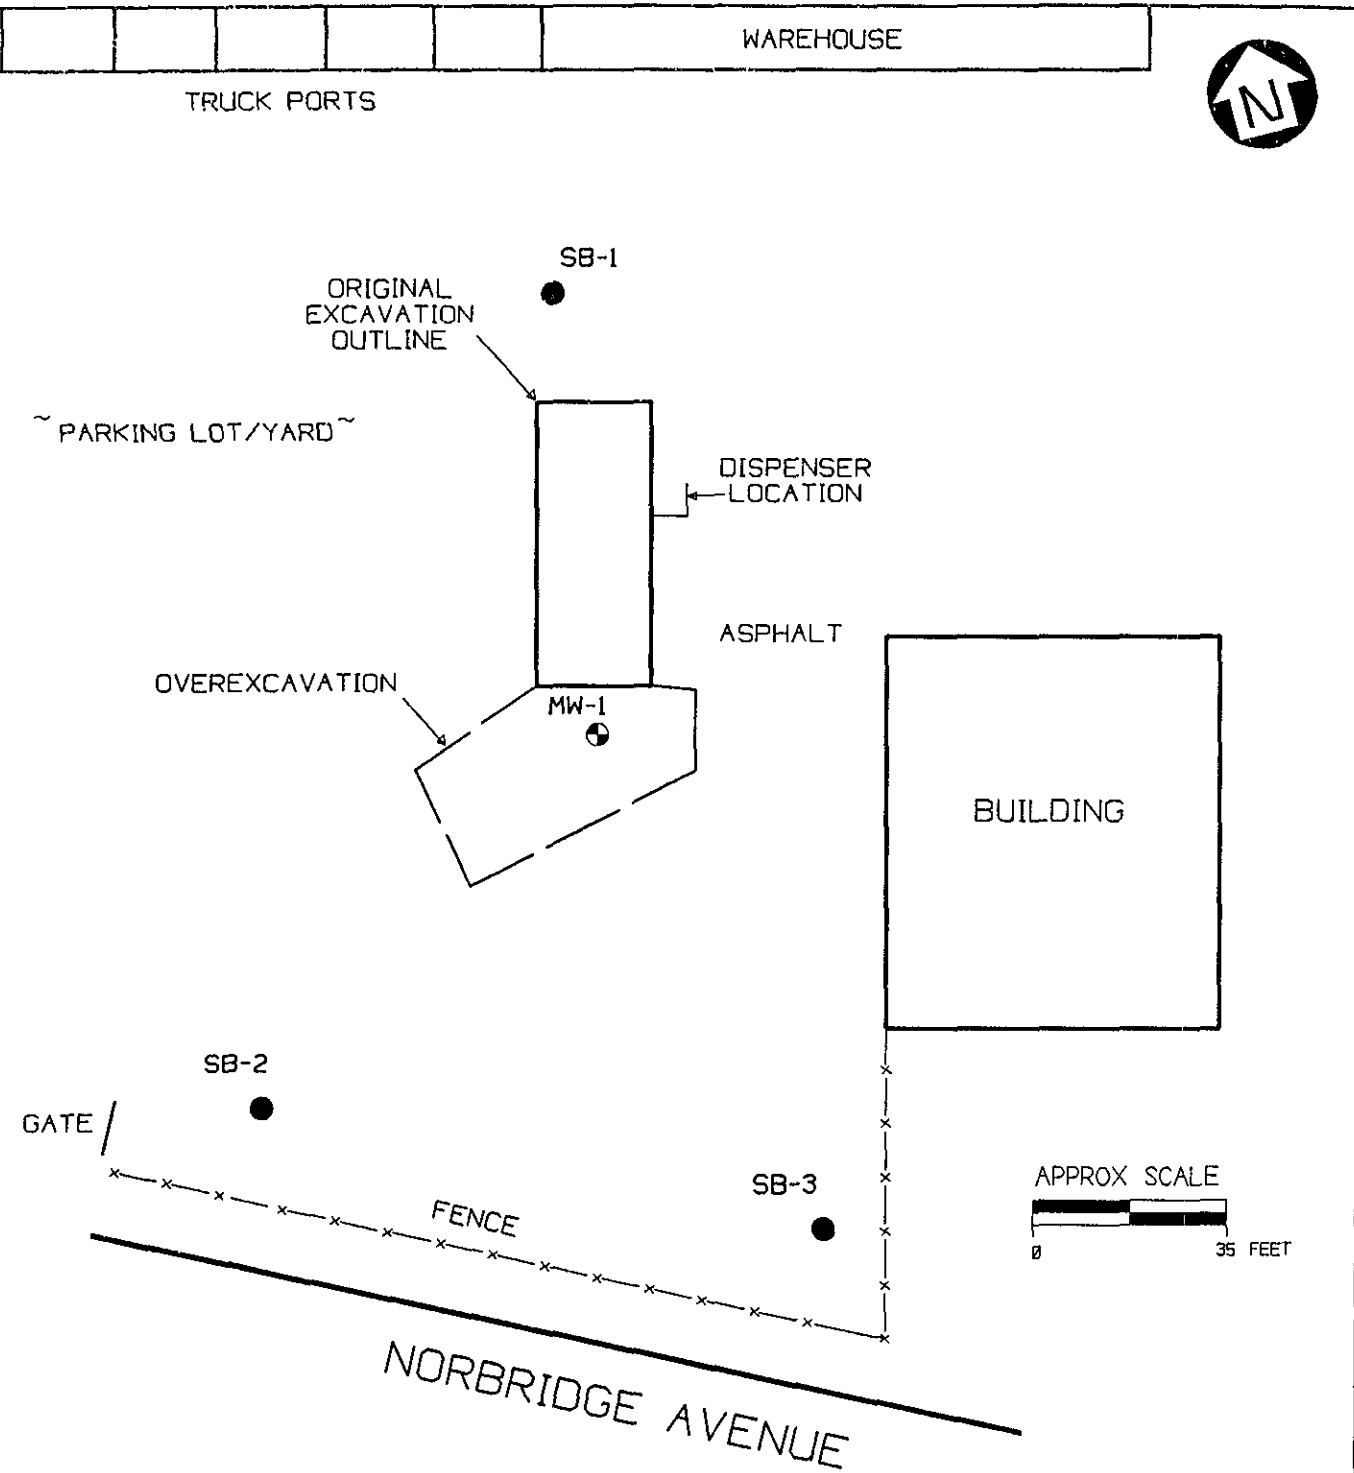 WAREHOUSE
TRUCK PORTS
N
SB-1
ORIGINAL
EXCAVATION
OUTLINE
~PARKING LOT/YARD~
DISPENSER
LOCATION
ASPHALT
OVEREXCAVATION
MW-1
BUILDING
SB-2
GATE
SB-3
APPROX SCALE
0 35 FEET
FENCE
NORBRIDGE AVENUE